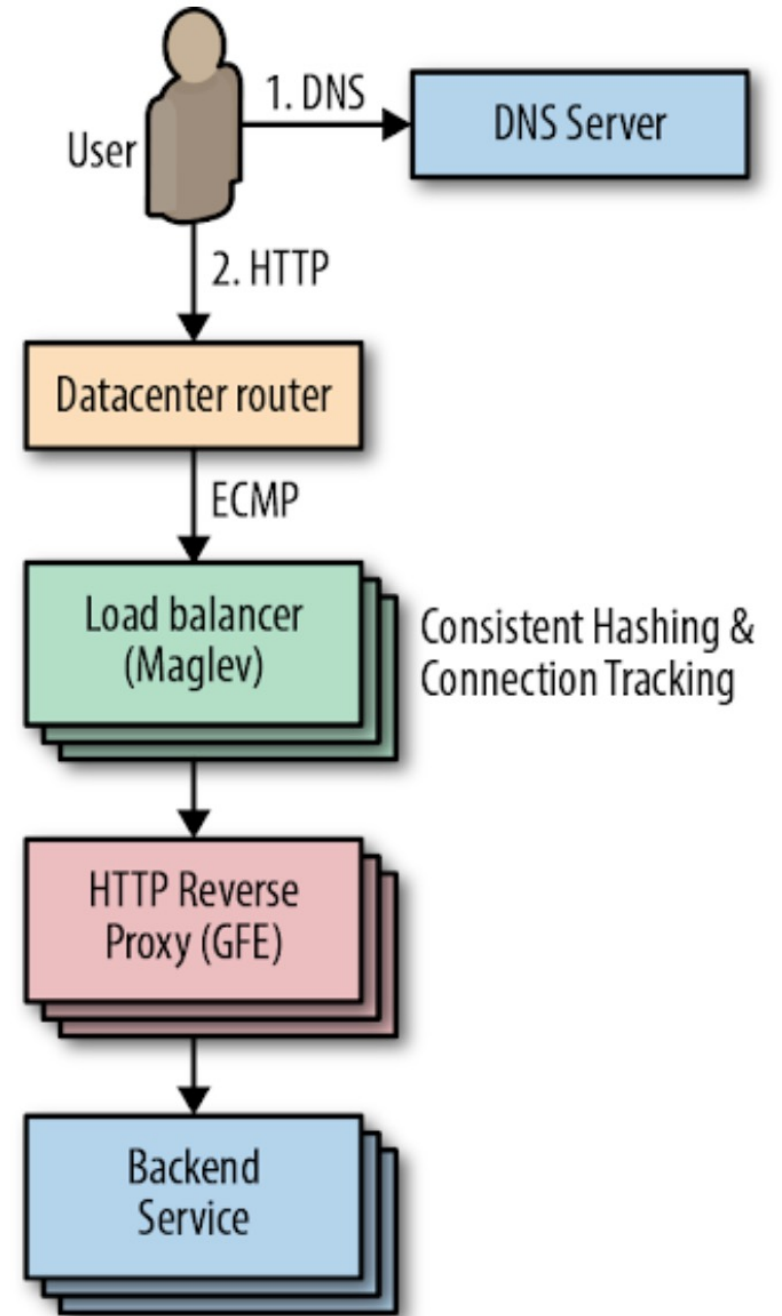 1. DNS
DNS Server
User
2. HTTP
Datacenter router
ECMP
Load balancer
(Maglev)
Consistent Hashing &
Connection Tracking
HTTP Reverse
Proxy (GFE)
Backend
Service